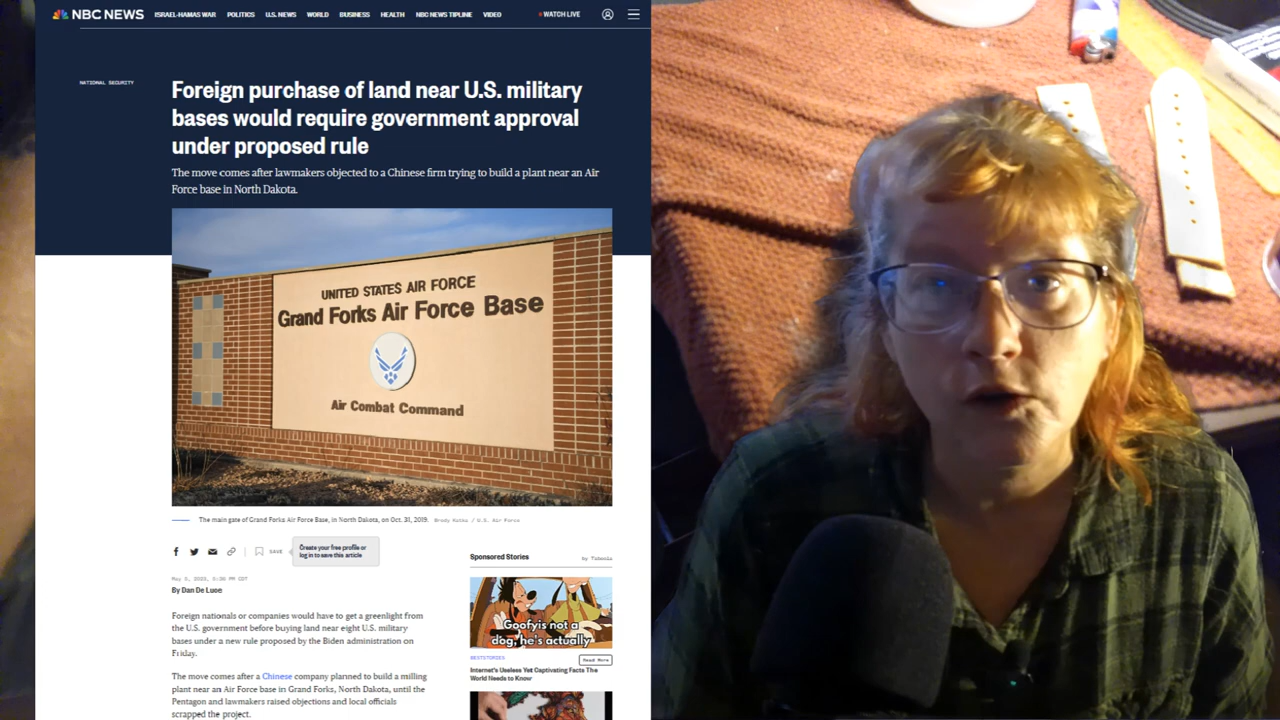 NBC NEWS
ISRAEL-HAMAS WAR POLITICS U.S. NEWS WORLD BUSINESS HEALTH NBC NEWS TIPLINE VIDEO WATCH LIVE
NATIONAL SECURITY
Foreign purchase of land near U.S. military
bases would require government approval
under proposed rule
The move comes after lawmakers objected to a Chinese firm trying to build a plant near an Air
Force base in North Dakota.
UNITED STATES AIR FORCE
Grand Forks Air Force Base
Air Combat Command
The main gate of Grand Forks Air Force Base, in North Dakota, on Oct. 31, 2019. / U.S. Air Force
SAVE
Create your free profile or
log in to save this article
By Dan De Luce
Foreign nationals or companies would have to get a greenlight from
the U.S. government before buying land near eight U.S. military
bases under a new rule proposed by the Biden administration on
Friday.
The move comes after a Chinese company planned to build a milling
plant near an Air Force base in Grand Forks, North Dakota, until the
Pentagon and lawmakers raised objections and local officials
scrapped the project.
Sponsored Stories
by Taboola
Goofy is not a
dog, he's actually
BESTSTORIES
Read More
Internet's Useless Yet Captivating Facts The
World Needs to Know